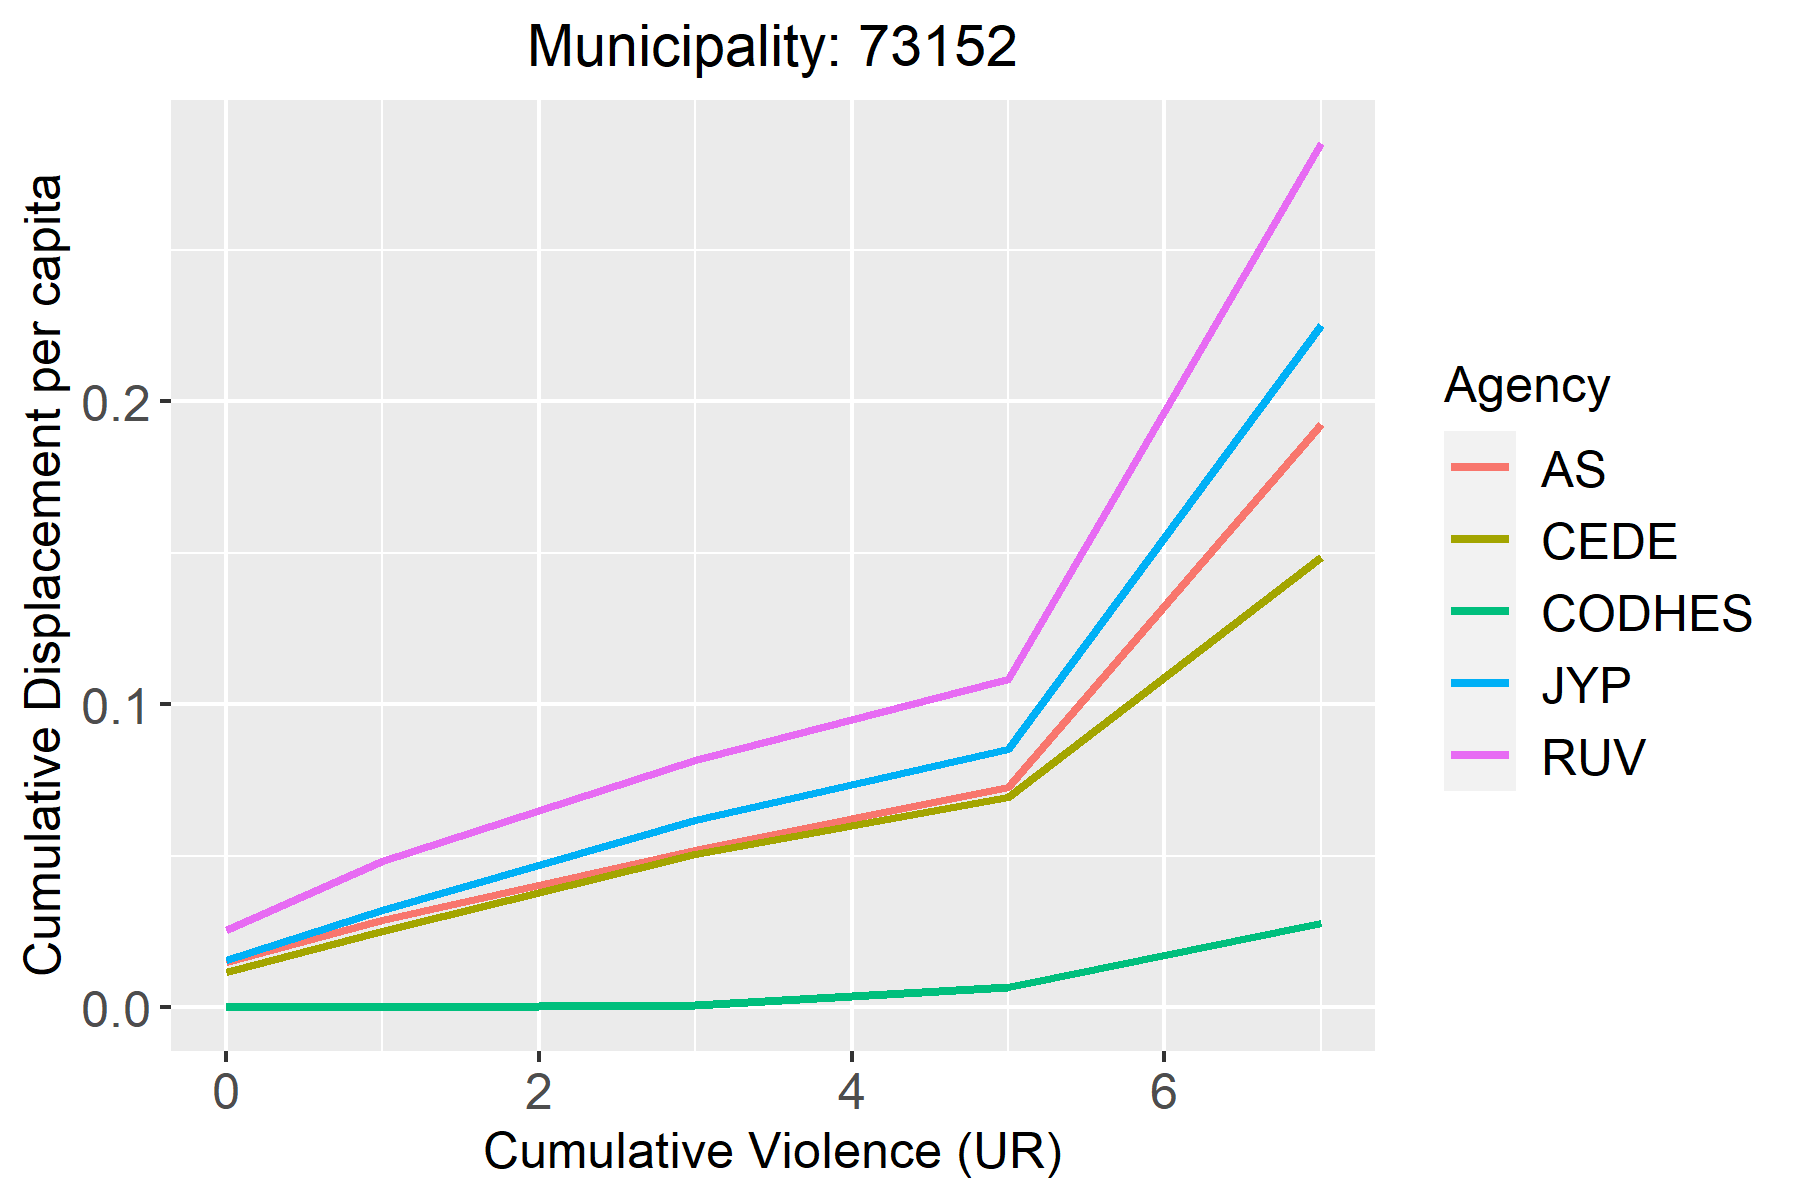 Municipality: 73152
Cumulative Displacement per capita
0.2
0.1
0.0
0
2
4
6
Cumulative Violence (UR)
Agency
AS
CEDE
CODHES
JYP
RUV